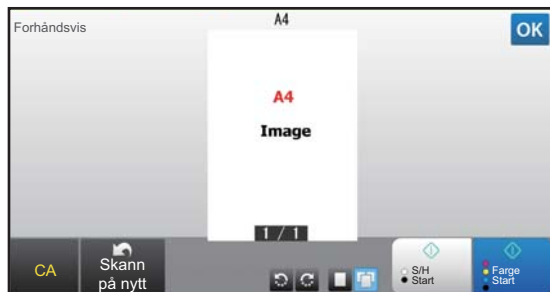 Forhåndsvis
A4
OK
A4
Image
1 / 1
CA
Skann
på nytt
S/H
Start
Farge
Start